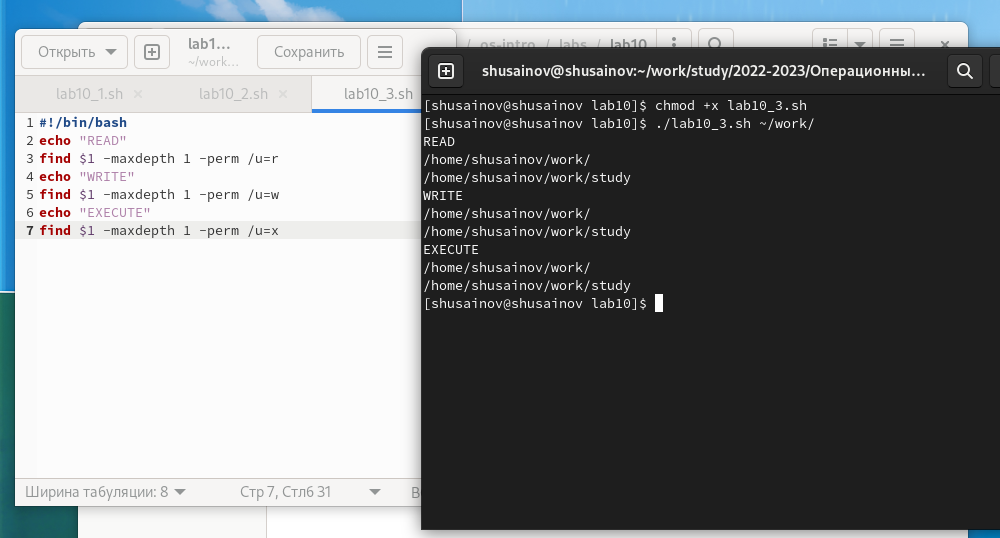 Открыть
lab1...
~/work...
Сохранить
/ os-intro / labs / lab10
lab10_1.sh
lab10_2.sh
lab10_3.sh
1 #!/bin/bash
2 echo "READ"
3 find $1 -maxdepth 1 -perm /u=r
4 echo "WRITE"
5 find $1 -maxdepth 1 -perm /u=w
6 echo "EXECUTE"
7 find $1 -maxdepth 1 -perm /u=x
Ширина табуляции: 8
Стр 7, Стлб 31
shusainov@shusainov:~/work/study/2022-2023/Операционны...
[shusainov@shusainov lab10]$ chmod +x lab10_3.sh
[shusainov@shusainov lab10]$ ./lab10_3.sh ~/work/
READ
/home/shusainov/work/
/home/shusainov/work/study
WRITE
/home/shusainov/work/
/home/shusainov/work/study
EXECUTE
/home/shusainov/work/
/home/shusainov/work/study
[shusainov@shusainov lab10]$